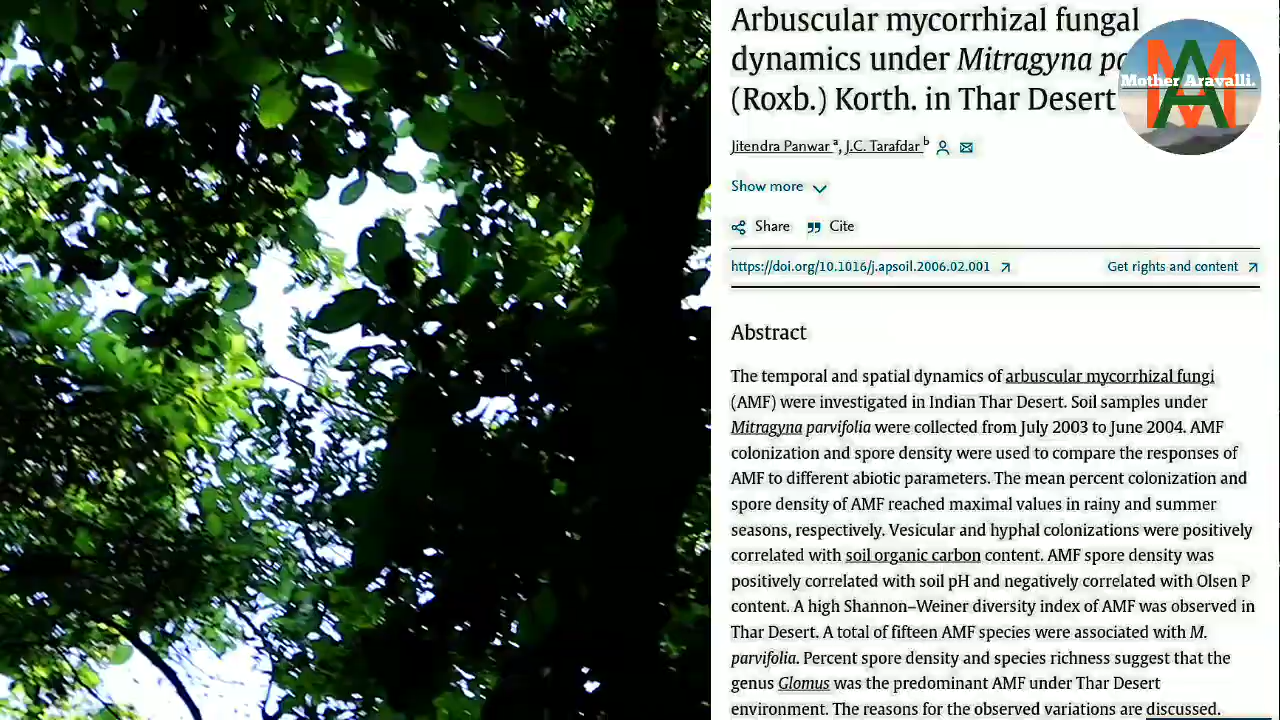 Arbuscular mycorrhizal fungal
dynamics under Mitragyna
(Roxb.) Korth. in Thar Desert
Mother Aravalli.
MA
Jitendra Panwar a, J.C. Tarafdar b
Show more
Share Cite
https://doi.org/10.1016/j.apsoil.2006.02.001
Get rights and content
Abstract
The temporal and spatial dynamics of arbuscular mycorrhizal fungi
(AMF) were investigated in Indian Thar Desert. Soil samples under
Mitragyna parvifolia were collected from July 2003 to June 2004. AMF
colonization and spore density were used to compare the responses of
AMF to different abiotic parameters. The mean percent colonization and
spore density of AMF reached maximal values in rainy and summer
seasons, respectively. Vesicular and hyphal colonizations were positively
correlated with soil organic carbon content. AMF spore density was
positively correlated with soil pH and negatively correlated with Olsen P
content. A high Shannon–Weiner diversity index of AMF was observed in
Thar Desert. A total of fifteen AMF species were associated with M.
parvifolia. Percent spore density and species richness suggest that the
genus Glomus was the predominant AMF under Thar Desert
environment. The reasons for the observed variations are discussed.